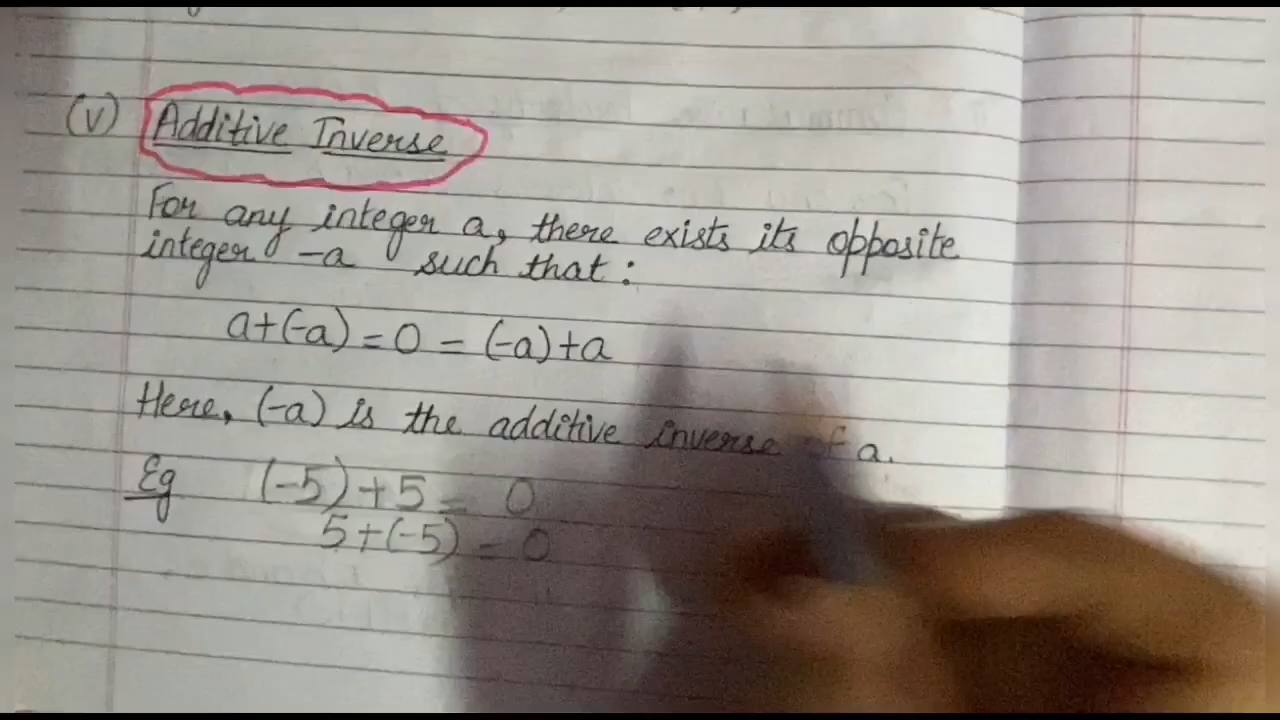 (V) Additive Inverse
For any integer a, there exists its opposite
integer -a such that :
a+(-a) = 0 = (-a)+a
Here, (-a) is the additive inverse of a.
Eg (-5)+5 = 0
5+(-5) = 0